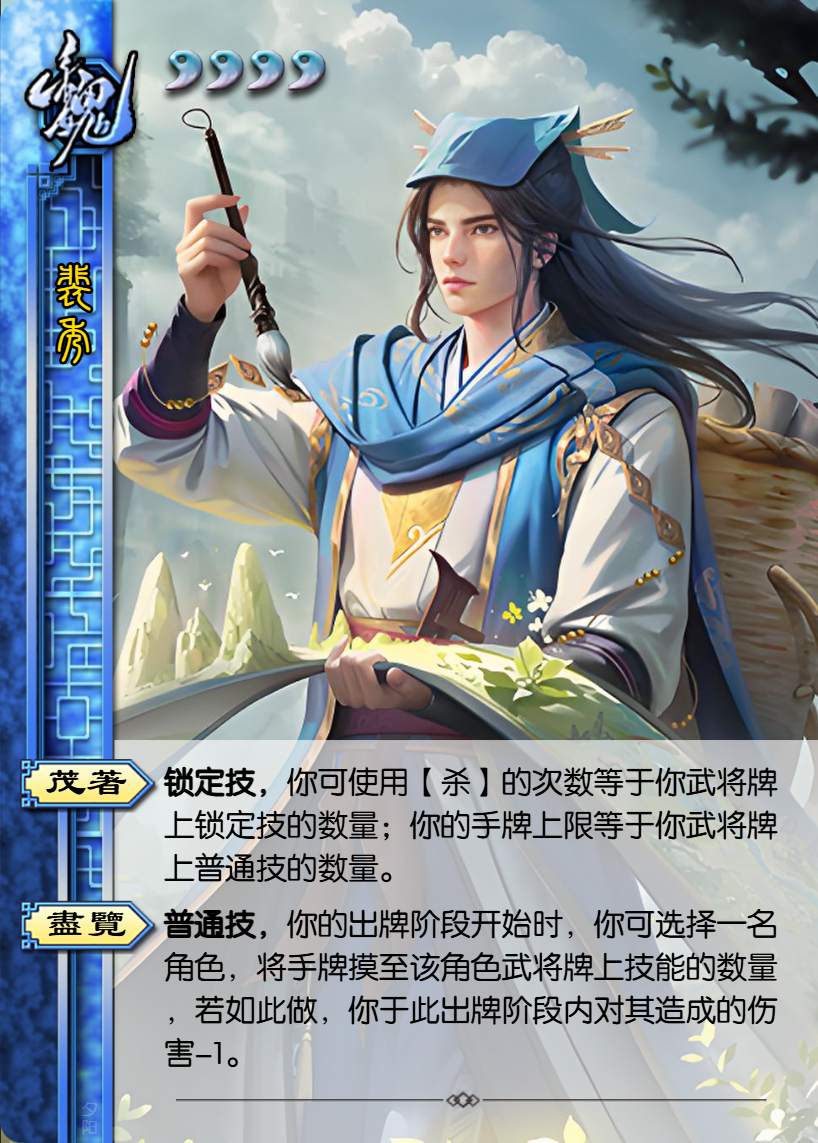 魏
裴秀
茂著
锁定技，你可使用【杀】的次数等于你武将牌
上锁定技的数量；你的手牌上限等于你武将牌
上普通技的数量。
盡覽
普通技，你的出牌阶段开始时，你可选择一名
角色，将手牌摸至该角色武将牌上技能的数量
，若如此做，你于此出牌阶段内对其造成的伤
害-1。
夕阳